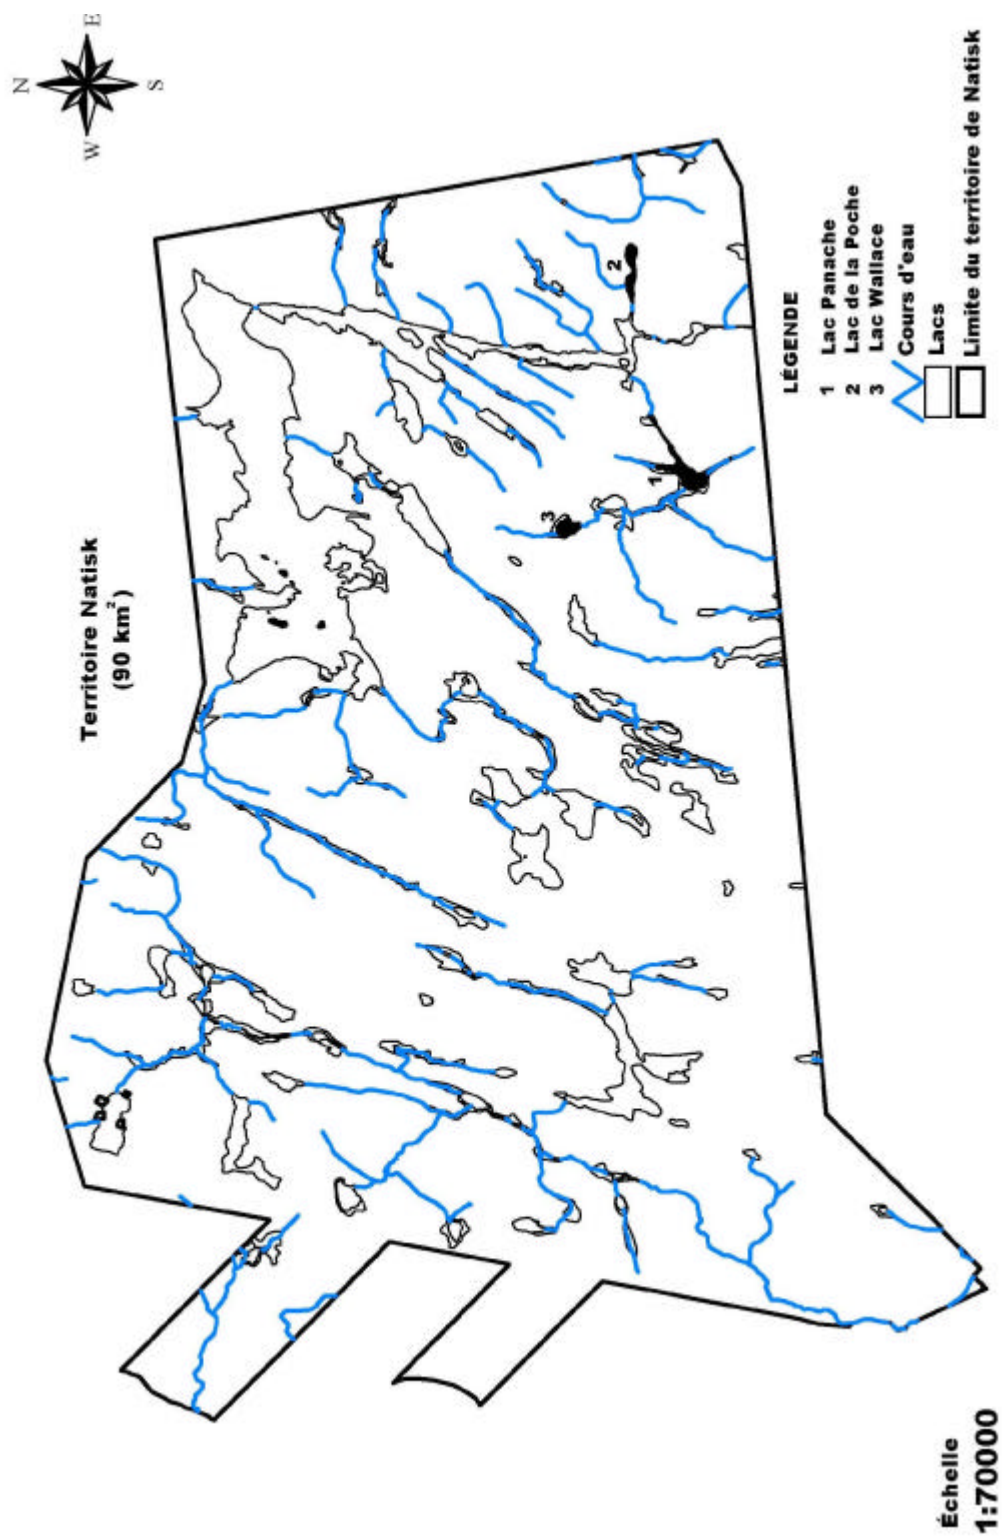 Territoire Natisk
(90 km²)
N
W
E
S
3
1
2
LÉGENDE
1 Lac Panache
2 Lac de la Poche
3 Lac Wallace
Cours d'eau
Lacs
Limite du territoire de Natisk
Échelle
1:70000